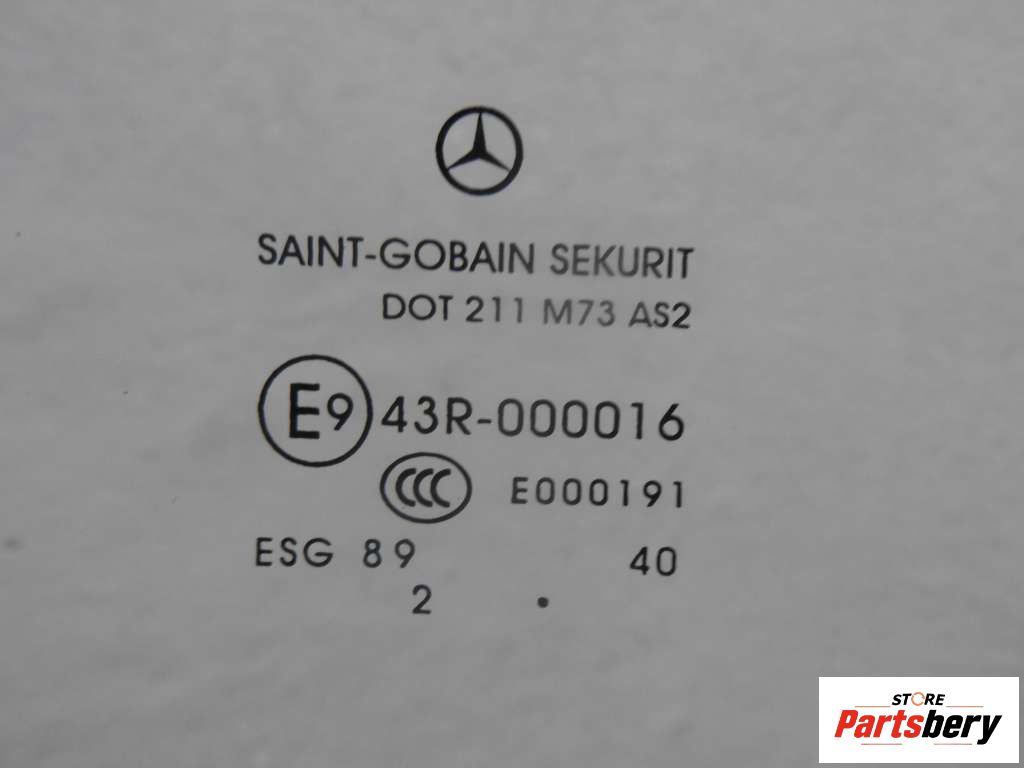 SAINT-GOBAIN SEKURIT
DOT 211 M73 AS2
E9 43R-000016
CCC E000191
ESG 89 40
2 .
STORE
Partsbery